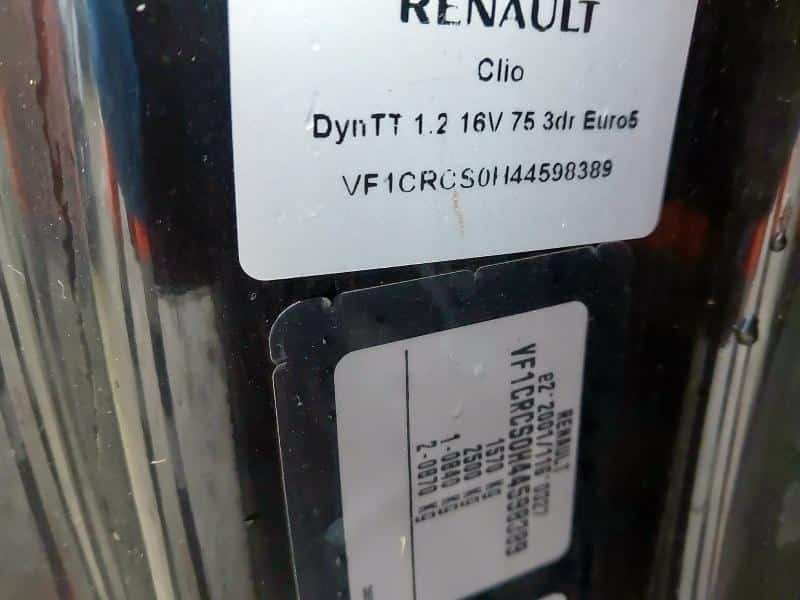 RENAULT
Clio
DynTT 1.2 16V 75 3dr Euro5
VF1CRCS0H44598389
RENAULT
e2*2001/116*0327
VF1CRCS0H44598389
1570 Kg
2500 Kg
1-0840 Kg
2-0870 Kg